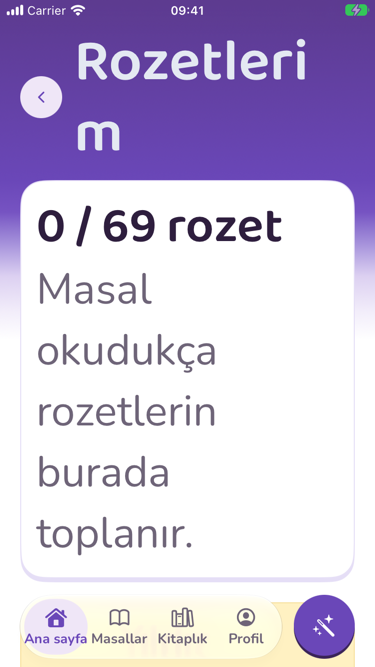 Carrier
09:41
Rozetleri
m
0 / 69 rozet
Masal
okudukça
rozetlerin
burada
toplanır.
Ana sayfa
Masallar
Kitaplık
Profil